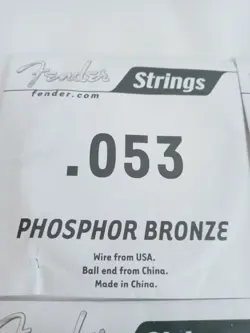 Fender Strings
fender.com
.053
PHOSPHOR BRONZE
Wire from USA.
Ball end from China.
Made in China.